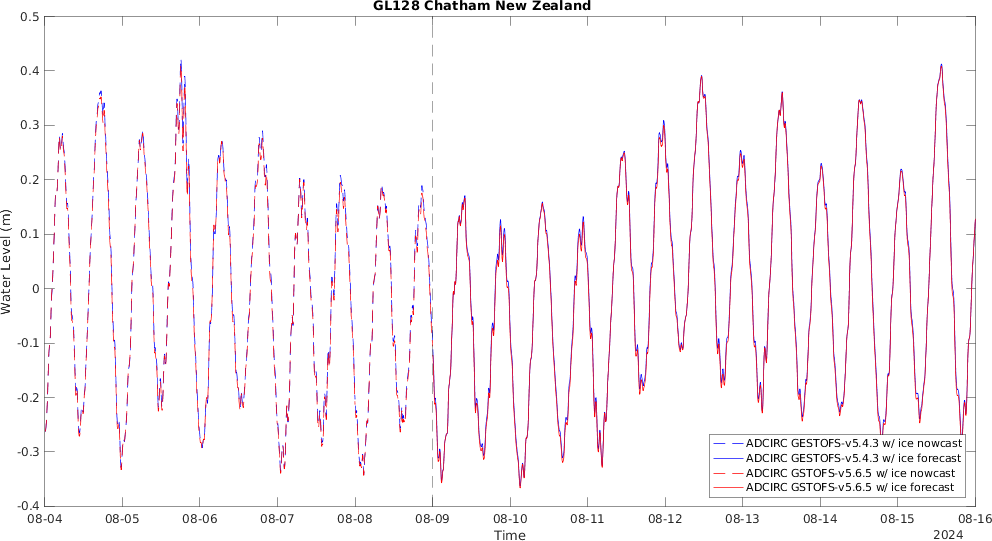 GL128 Chatham New Zealand
0.5
0.4
0.3
0.2
0.1
0
-0.1
-0.2
-0.3
-0.4
Water Level (m)
ADCIRC GESTOFS-v5.4.3 w/ ice nowcast
ADCIRC GESTOFS-v5.4.3 w/ ice forecast
ADCIRC GSTOFS-v5.6.5 w/ ice nowcast
ADCIRC GSTOFS-v5.6.5 w/ ice forecast
08-04 08-05 08-06 08-07 08-08 08-09 08-10 08-11 08-12 08-13 08-14 08-15 08-16
Time
2024